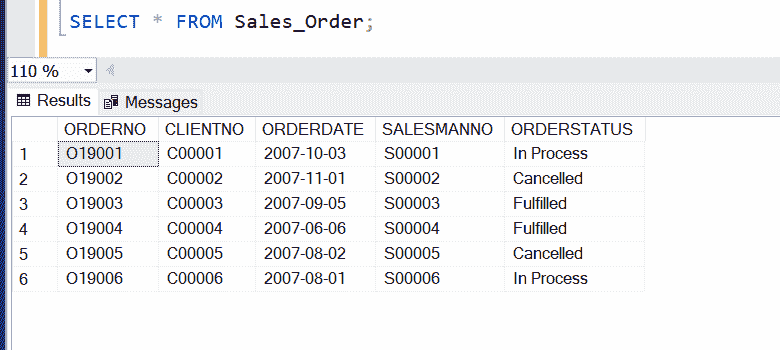 SELECT * FROM Sales_Order;
110 %
Results Messages
ORDERNO CLIENTNO ORDERDATE SALESMANNO ORDERSTATUS
1 O19001 C00001 2007-10-03 S00001 In Process
2 O19002 C00002 2007-11-01 S00002 Cancelled
3 O19003 C00003 2007-09-05 S00003 Fulfilled
4 O19004 C00004 2007-06-06 S00004 Fulfilled
5 O19005 C00005 2007-08-02 S00005 Cancelled
6 O19006 C00006 2007-08-01 S00006 In Process